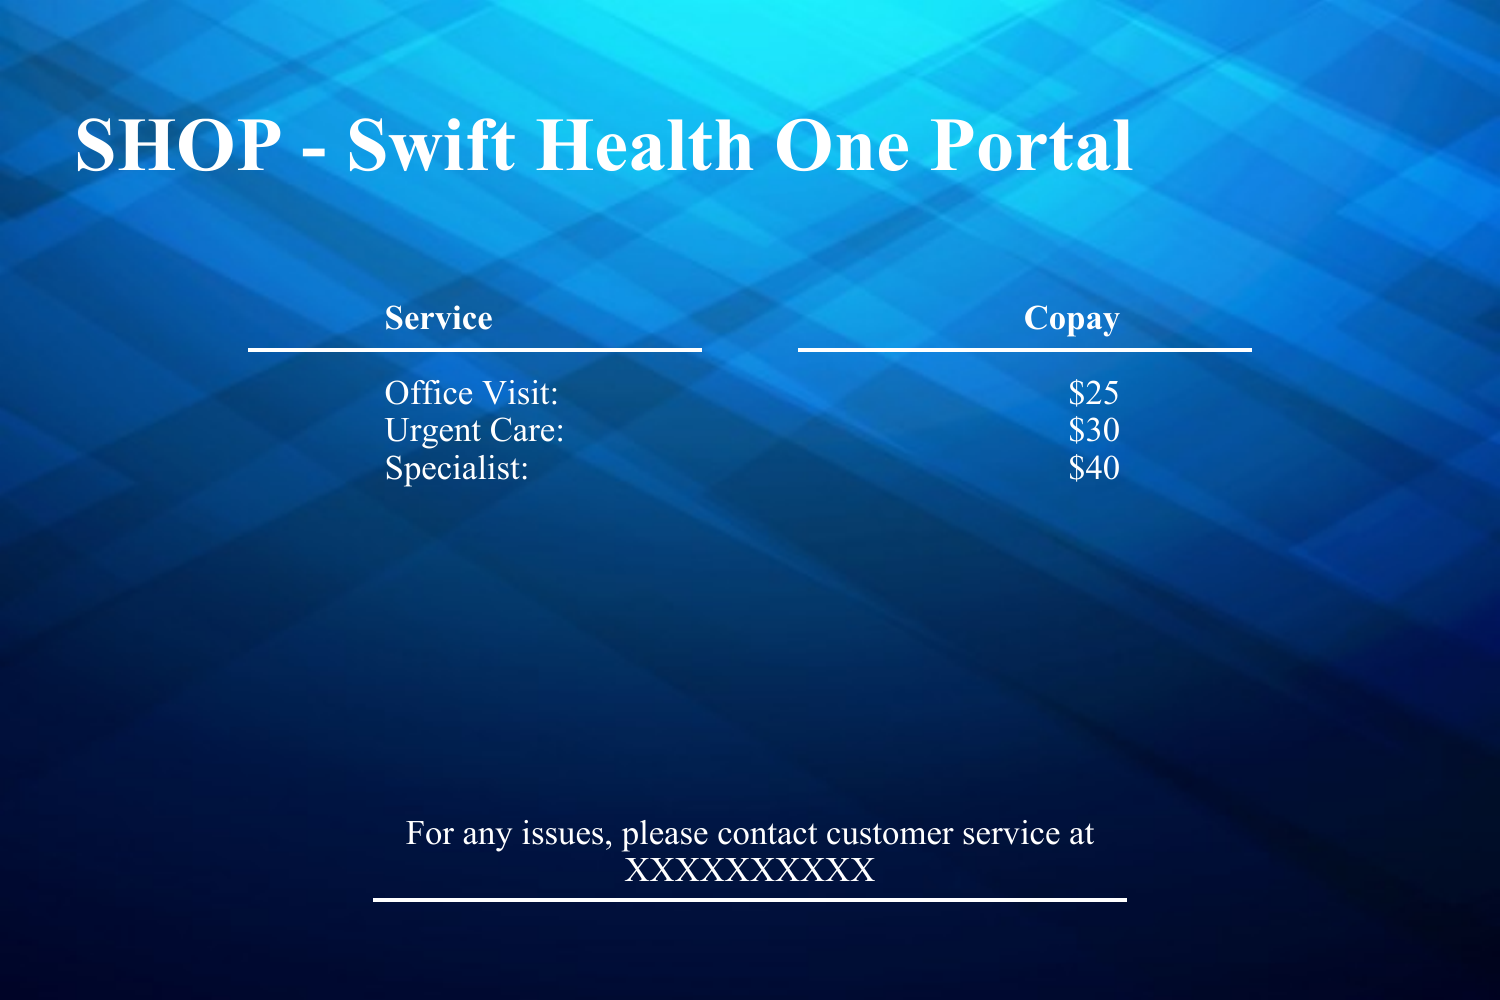 SHOP - Swift Health One Portal
Service Copay
Office Visit: $25
Urgent Care: $30
Specialist: $40
For any issues, please contact customer service at
XXXXXXXXXX